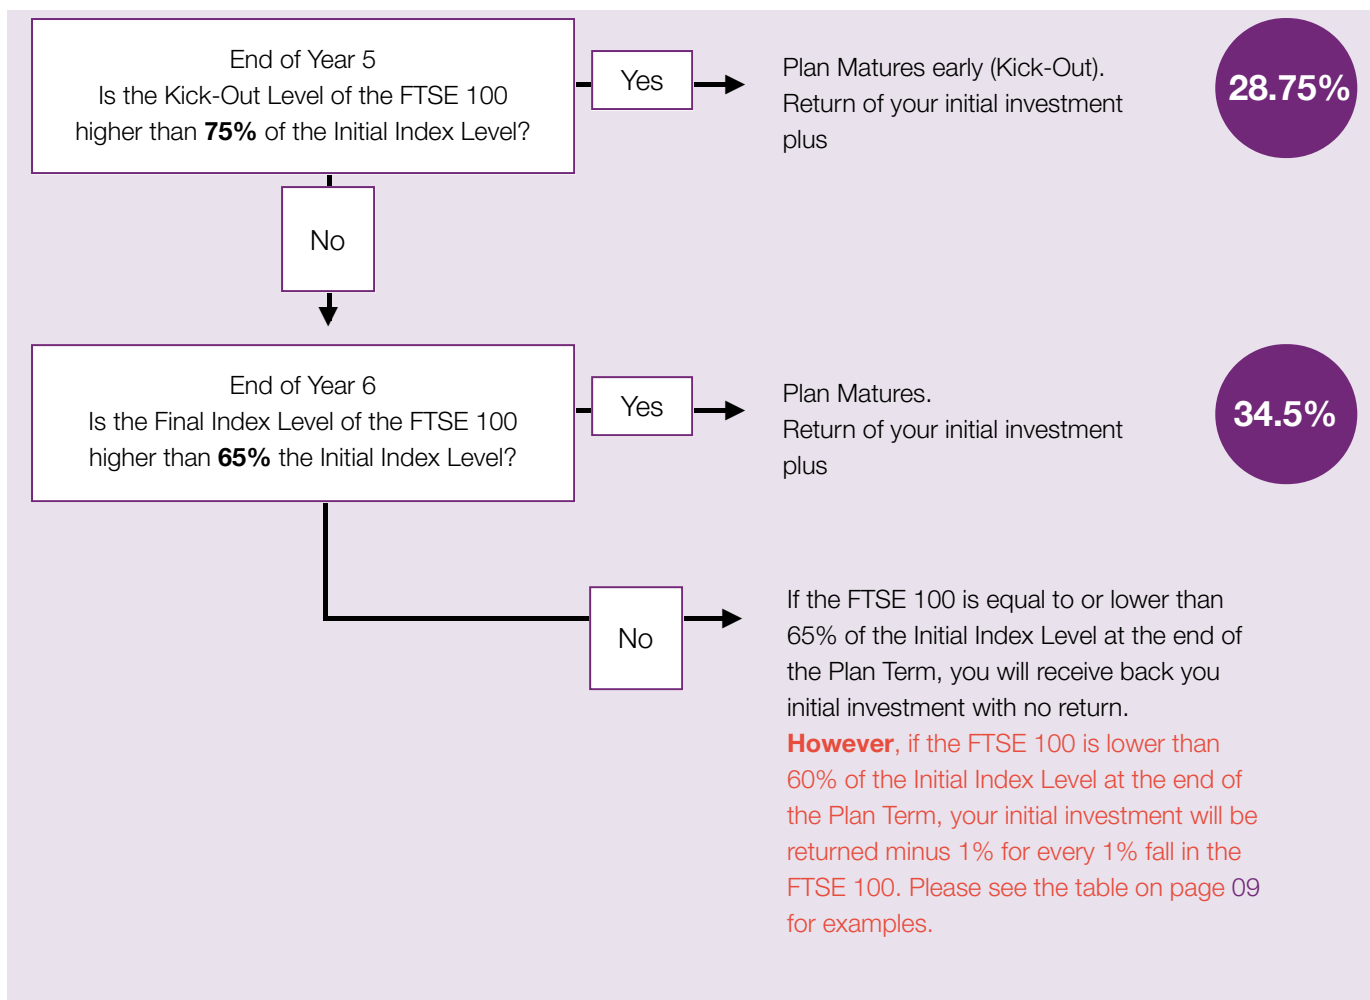 End of Year 5
Is the Kick-Out Level of the FTSE 100
higher than 75% of the Initial Index Level?
Yes
Plan Matures early (Kick-Out).
Return of your initial investment
plus
28.75%
No
End of Year 6
Is the Final Index Level of the FTSE 100
higher than 65% the Initial Index Level?
Yes
Plan Matures.
Return of your initial investment
plus
34.5%
No
If the FTSE 100 is equal to or lower than
65% of the Initial Index Level at the end of
the Plan Term, you will receive back you
initial investment with no return.
However, if the FTSE 100 is lower than
60% of the Initial Index Level at the end of
the Plan Term, your initial investment will be
returned minus 1% for every 1% fall in the
FTSE 100. Please see the table on page 09
for examples.